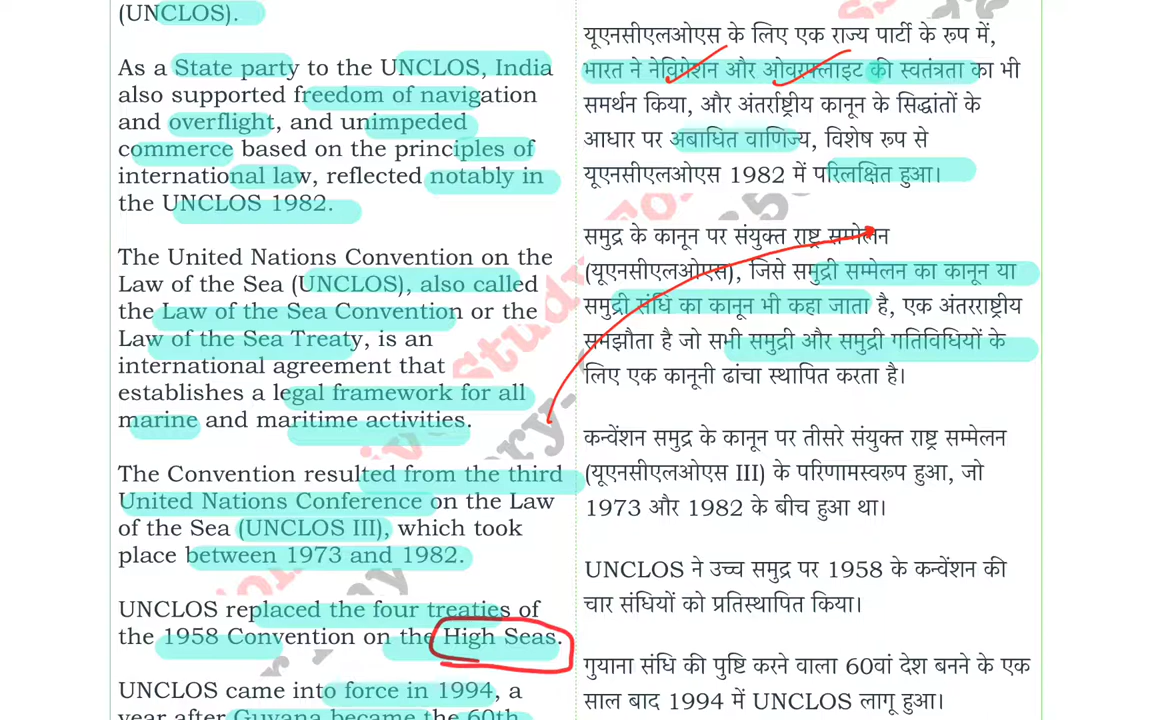 (UNCLOS).
As a State party to the UNCLOS, India
also supported freedom of navigation
and overflight, and unimpeded
commerce based on the principles of
international law, reflected notably in
the UNCLOS 1982.
The United Nations Convention on the
Law of the Sea (UNCLOS), also called
the Law of the Sea Convention or the
Law of the Sea Treaty, is an
international agreement that
establishes a legal framework for all
marine and maritime activities.
The Convention resulted from the third
United Nations Conference on the Law
of the Sea (UNCLOS III), which took
place between 1973 and 1982.
UNCLOS replaced the four treaties of
the 1958 Convention on the High Seas.
UNCLOS came into force in 1994, a
year after Guyana became the 60th
यूएनसीएलओएस के लिए एक राज्य पार्टी के रूप में,
भारत ने नेविगेशन और ओवरफ्लाइट की स्वतंत्रता का भी
समर्थन किया, और अंतर्राष्ट्रीय कानून के सिद्धांतों के
आधार पर अबाधित वाणिज्य, विशेष रूप से
यूएनसीएलओएस 1982 में परिलक्षित हुआ।
समुद्र के कानून पर संयुक्त राष्ट्र सम्मेलन
(यूएनसीएलओएस), जिसे समुद्री सम्मेलन का कानून या
समुद्री संधि का कानून भी कहा जाता है, एक अंतरराष्ट्रीय
समझौता है जो सभी समुद्री और समुद्री गतिविधियों के
लिए एक कानूनी ढांचा स्थापित करता है।
कन्वेंशन समुद्र के कानून पर तीसरे संयुक्त राष्ट्र सम्मेलन
(यूएनसीएलओएस III) के परिणामस्वरूप हुआ, जो
1973 और 1982 के बीच हुआ था।
UNCLOS ने उच्च समुद्र पर 1958 के कन्वेंशन की
चार संधियों को प्रतिस्थापित किया।
गुयाना संधि की पुष्टि करने वाला 60वां देश बनने के एक
साल बाद 1994 में UNCLOS लागू हुआ।